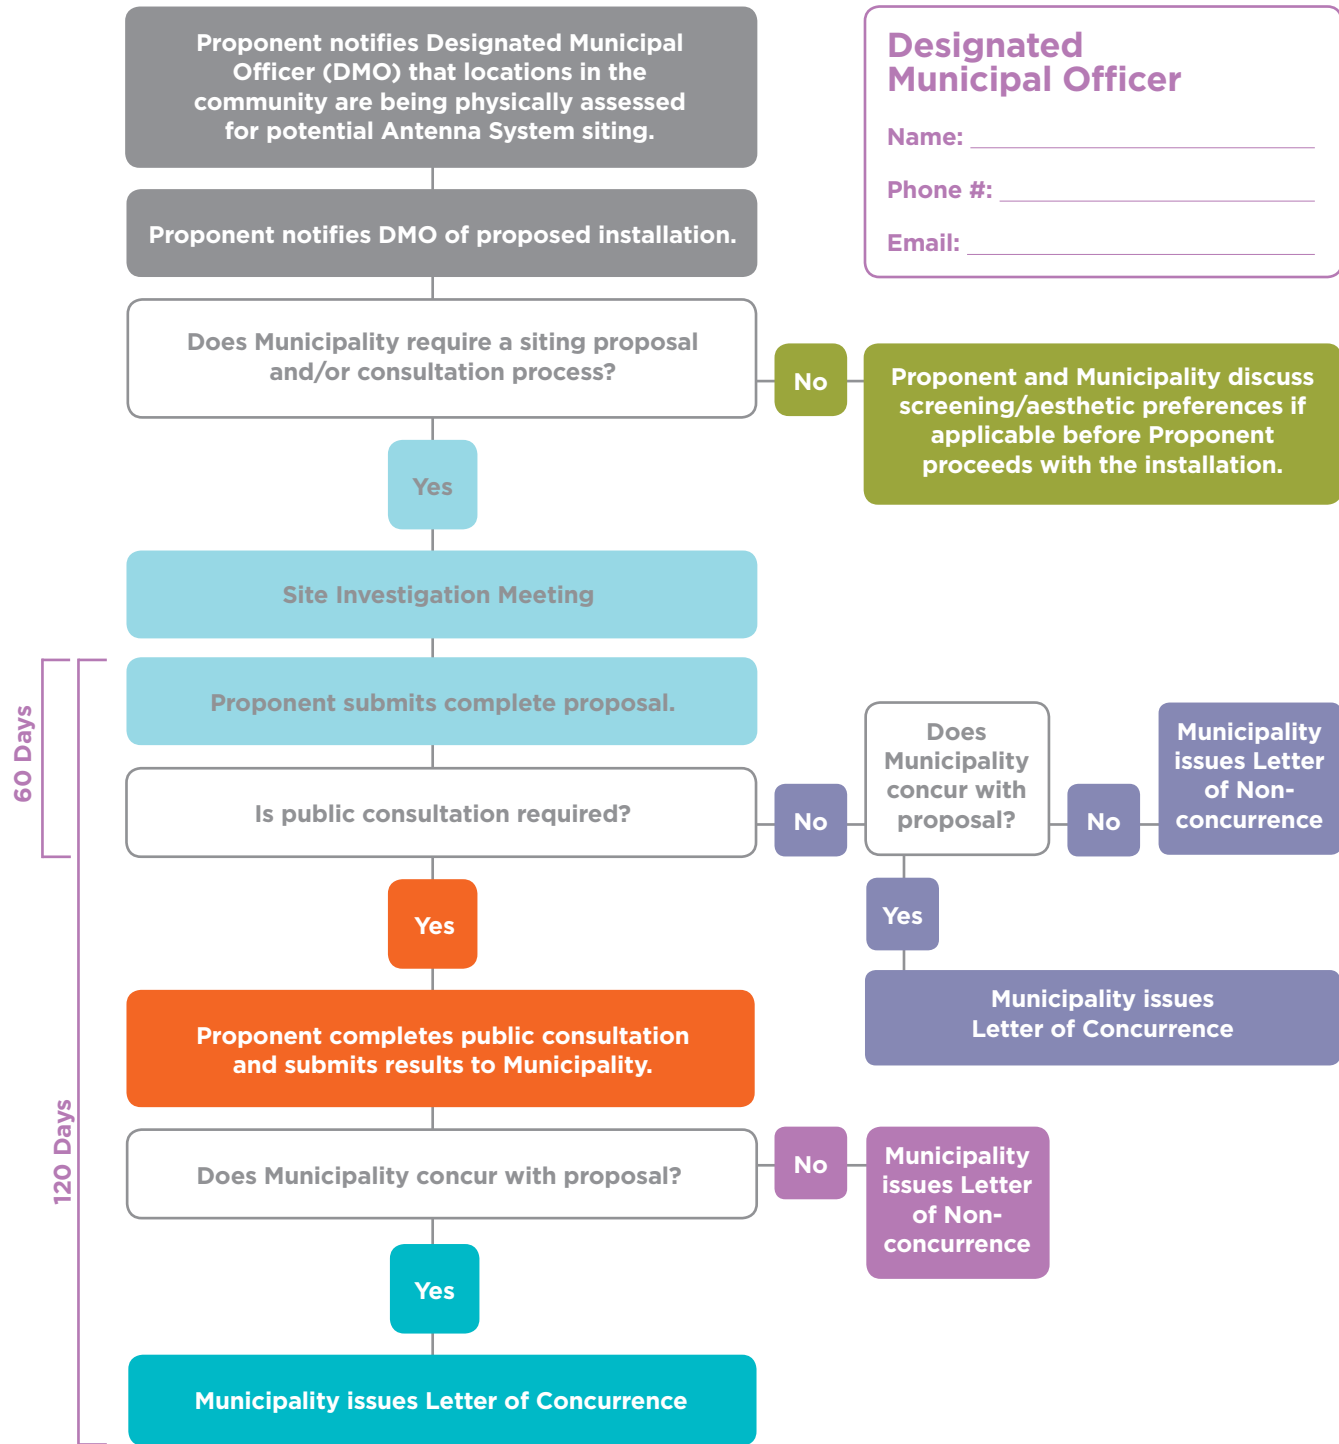 Proponent notifies Designated Municipal
Officer (DMO) that locations in the
community are being physically assessed
for potential Antenna System siting.
Designated
Municipal Officer
Name:
Phone #:
Email:
Proponent notifies DMO of proposed installation.
Does Municipality require a siting proposal
and/or consultation process?
No
Proponent and Municipality discuss
screening/aesthetic preferences if
applicable before Proponent
proceeds with the installation.
Yes
Site Investigation Meeting
60 Days
120 Days
Proponent submits complete proposal.
Is public consultation required?
No
Does
Municipality
concur with
proposal?
No
Municipality
issues Letter
of Non-
concurrence
Yes
Municipality issues
Letter of Concurrence
Yes
Proponent completes public consultation
and submits results to Municipality.
Does Municipality concur with proposal?
No
Municipality
issues Letter
of Non-
concurrence
Yes
Municipality issues Letter of Concurrence